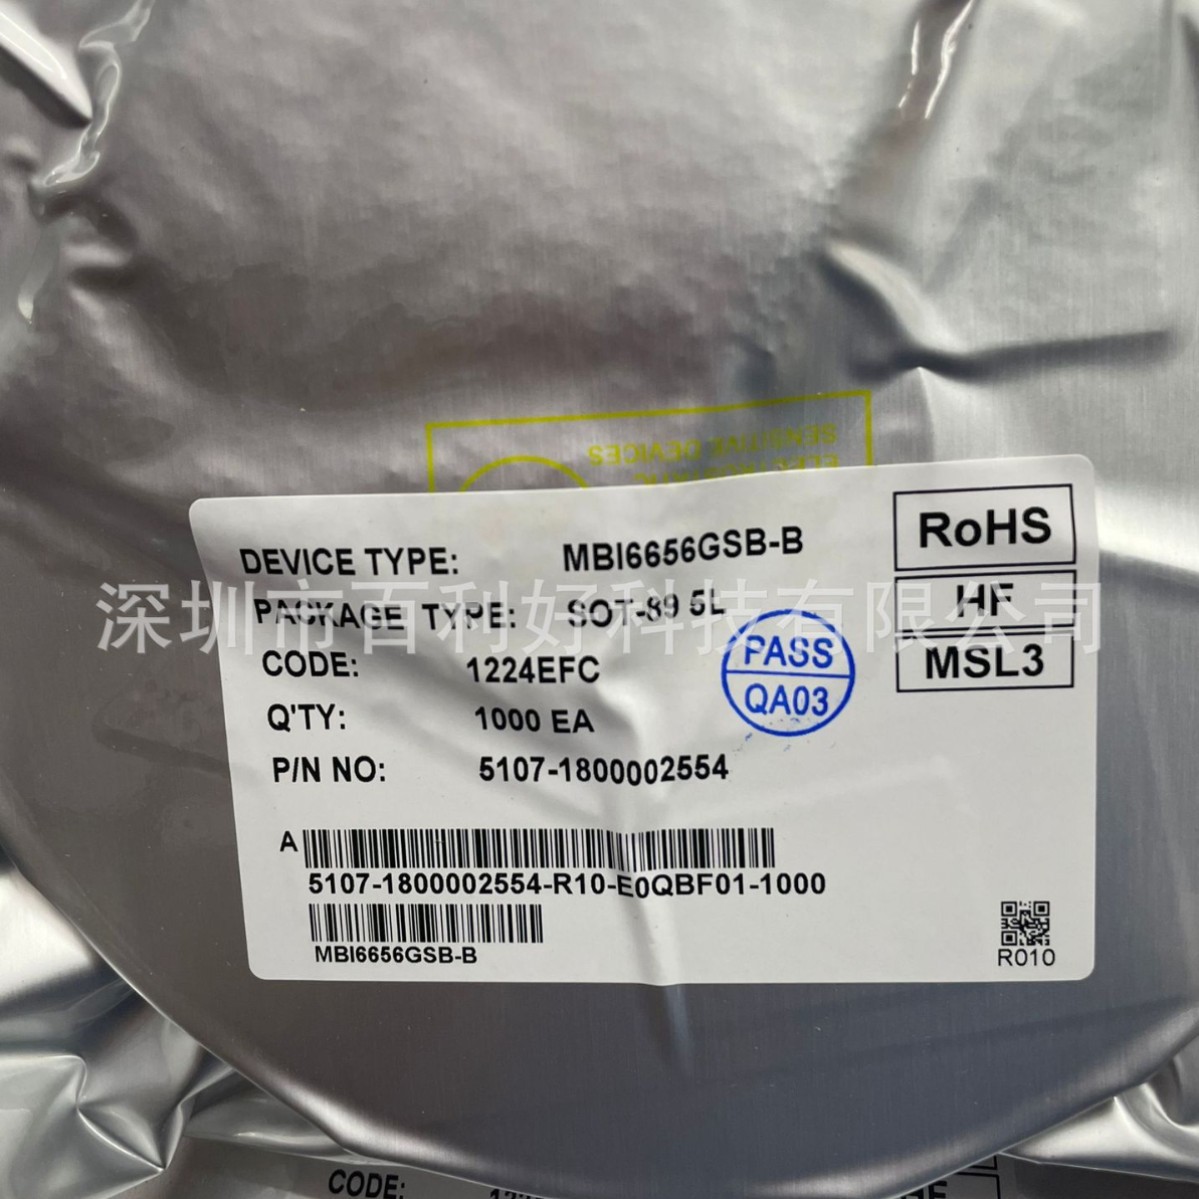 SENSITIVE DEVICES
DEVICE TYPE: MBI6656GSB-B
RoHS
深圳市百利好科技有限公司
PACKAGE TYPE: SOT-89 5L
HF
CODE: 1224EFC
PASS
QA03
MSL3
Q'TY: 1000 EA
P/N NO: 5107-1800002554
A
5107-1800002554-R10-E0QBF01-1000
MBI6656GSB-B
R010
CODE:
HF